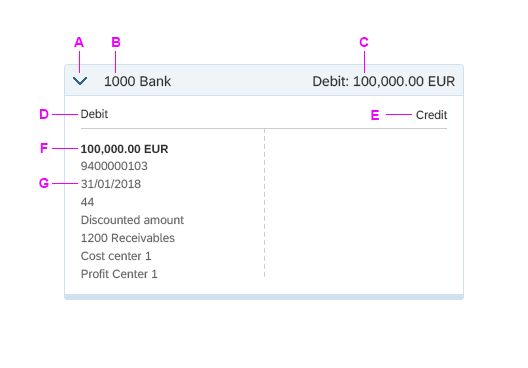 A B C
1000 Bank Debit: 100,000.00 EUR
D Debit E Credit
F 100,000.00 EUR
9400000103
G 31/01/2018
44
Discounted amount
1200 Receivables
Cost center 1
Profit Center 1